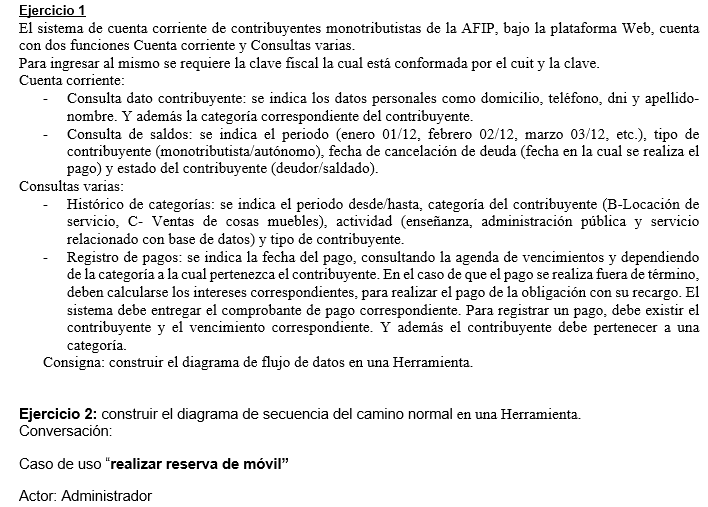 Ejercicio 1
El sistema de cuenta corriente de contribuyentes monotributistas de la AFIP, bajo la plataforma Web, cuenta
con dos funciones Cuenta corriente y Consultas varias.
Para ingresar al mismo se requiere la clave fiscal la cual está conformada por el cuit y la clave.
Cuenta corriente:
- Consulta dato contribuyente: se indica los datos personales como domicilio, teléfono, dni y apellido-
nombre. Y además la categoría correspondiente del contribuyente.
- Consulta de saldos: se indica el periodo (enero 01/12, febrero 02/12, marzo 03/12, etc.), tipo de
contribuyente (monotributista/autónomo), fecha de cancelación de deuda (fecha en la cual se realiza el
pago) y estado del contribuyente (deudor/saldado).
Consultas varias:
- Histórico de categorías: se indica el periodo desde/hasta, categoría del contribuyente (B-Locación de
servicio, C- Ventas de cosas muebles), actividad (enseñanza, administración pública y servicio
relacionado con base de datos) y tipo de contribuyente.
- Registro de pagos: se indica la fecha del pago, consultando la agenda de vencimientos y dependiendo
de la categoría a la cual pertenezca el contribuyente. En el caso de que el pago se realiza fuera de término,
deben calcularse los intereses correspondientes, para realizar el pago de la obligación con su recargo. El
sistema debe entregar el comprobante de pago correspondiente. Para registrar un pago, debe existir el
contribuyente y el vencimiento correspondiente. Y además el contribuyente debe pertenecer a una
categoría.
Consigna: construir el diagrama de flujo de datos en una Herramienta.
Ejercicio 2: construir el diagrama de secuencia del camino normal en una Herramienta.
Conversación:
Caso de uso “realizar reserva de móvil”
Actor: Administrador